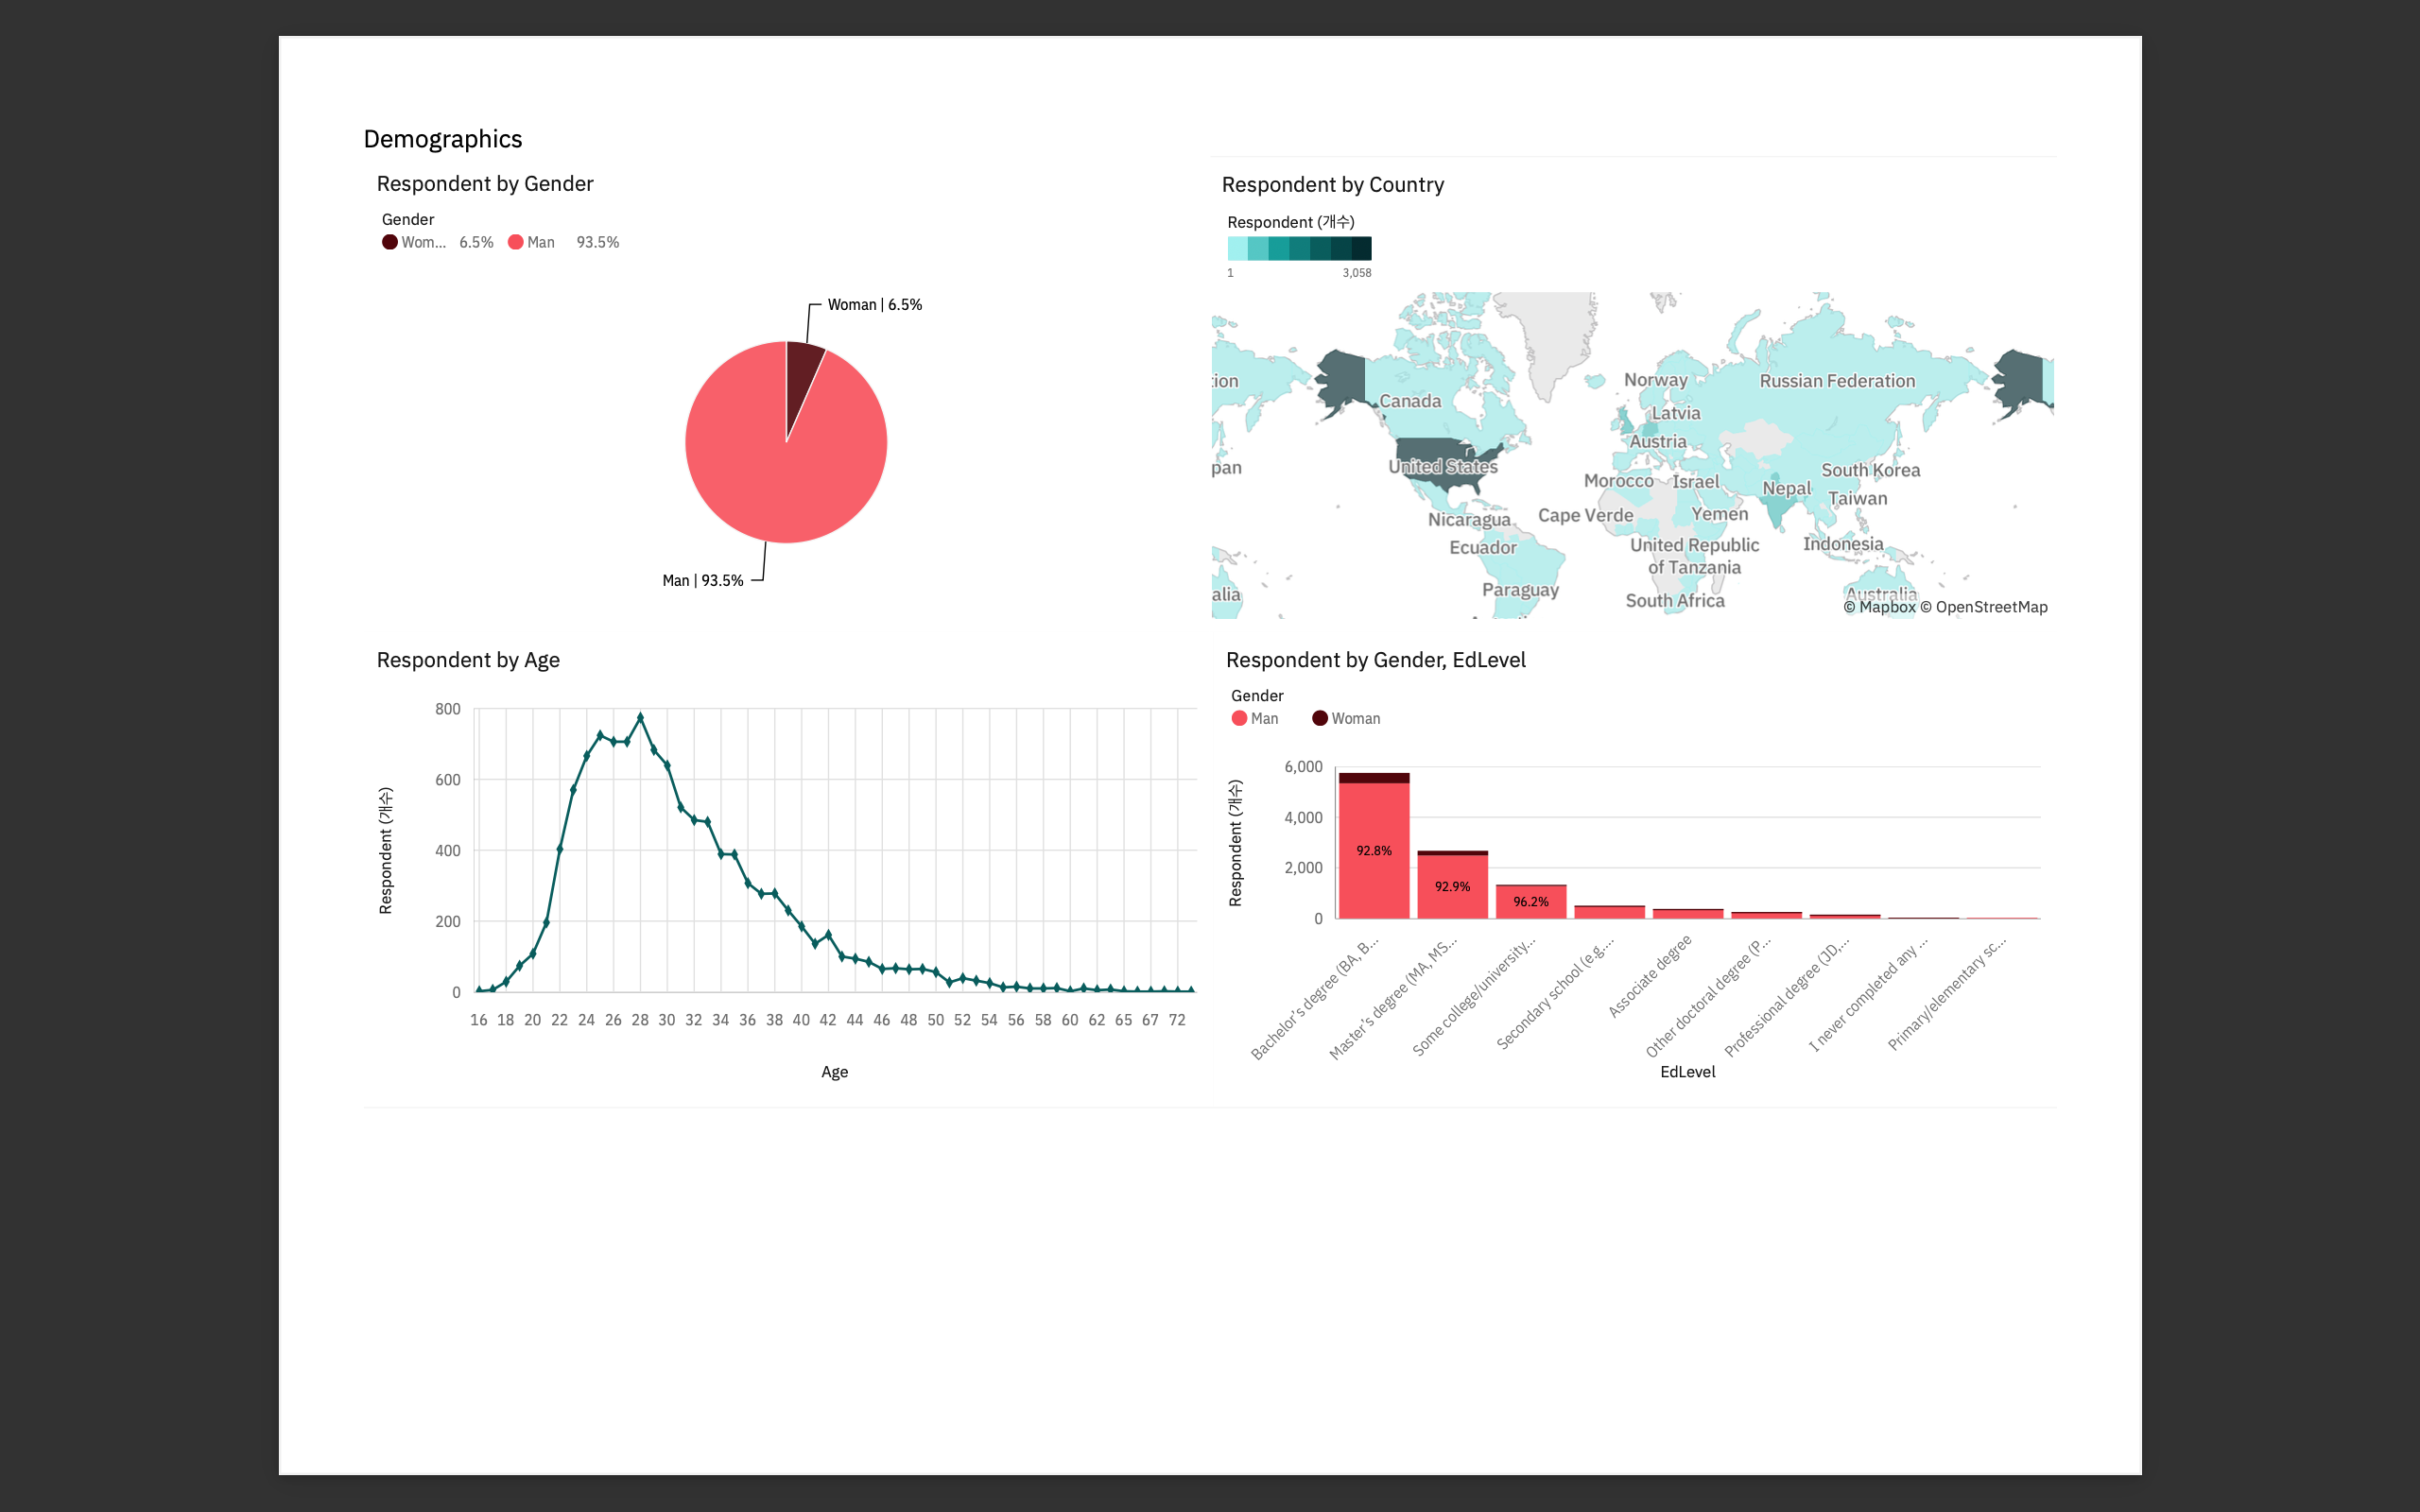 Demographics
Respondent by Gender
Gender
Wom... 6.5% Man 93.5%
Woman | 6.5%
Man | 93.5%
Respondent by Country
Respondent (개수)
1 3,058
tion
Canada
Norway
Russian Federation
Latvia
Austria
pan
United States
South Korea
Morocco
Israel
Nepal
Taiwan
Nicaragua
Cape Verde
Yemen
Ecuador
United Republic
of Tanzania
Indonesia
alia
Paraguay
South Africa
Australia
© Mapbox © OpenStreetMap
Respondent by Age
Respondent (개수)
800
600
400
200
0
16 18 20 22 24 26 28 30 32 34 36 38 40 42 44 46 48 50 52 54 56 58 60 62 65 67 72
Age
Respondent by Gender, EdLevel
Gender
Man Woman
Respondent (개수)
6,000
4,000
2,000
0
92.8%
92.9%
96.2%
Bachelor's degree (BA, B...
Master's degree (MA, MS...
Some college/university...
Secondary school (e.g....
Associate degree
Other doctoral degree (P...
Professional degree (JD,...
I never completed any ...
Primary/elementary sc...
EdLevel